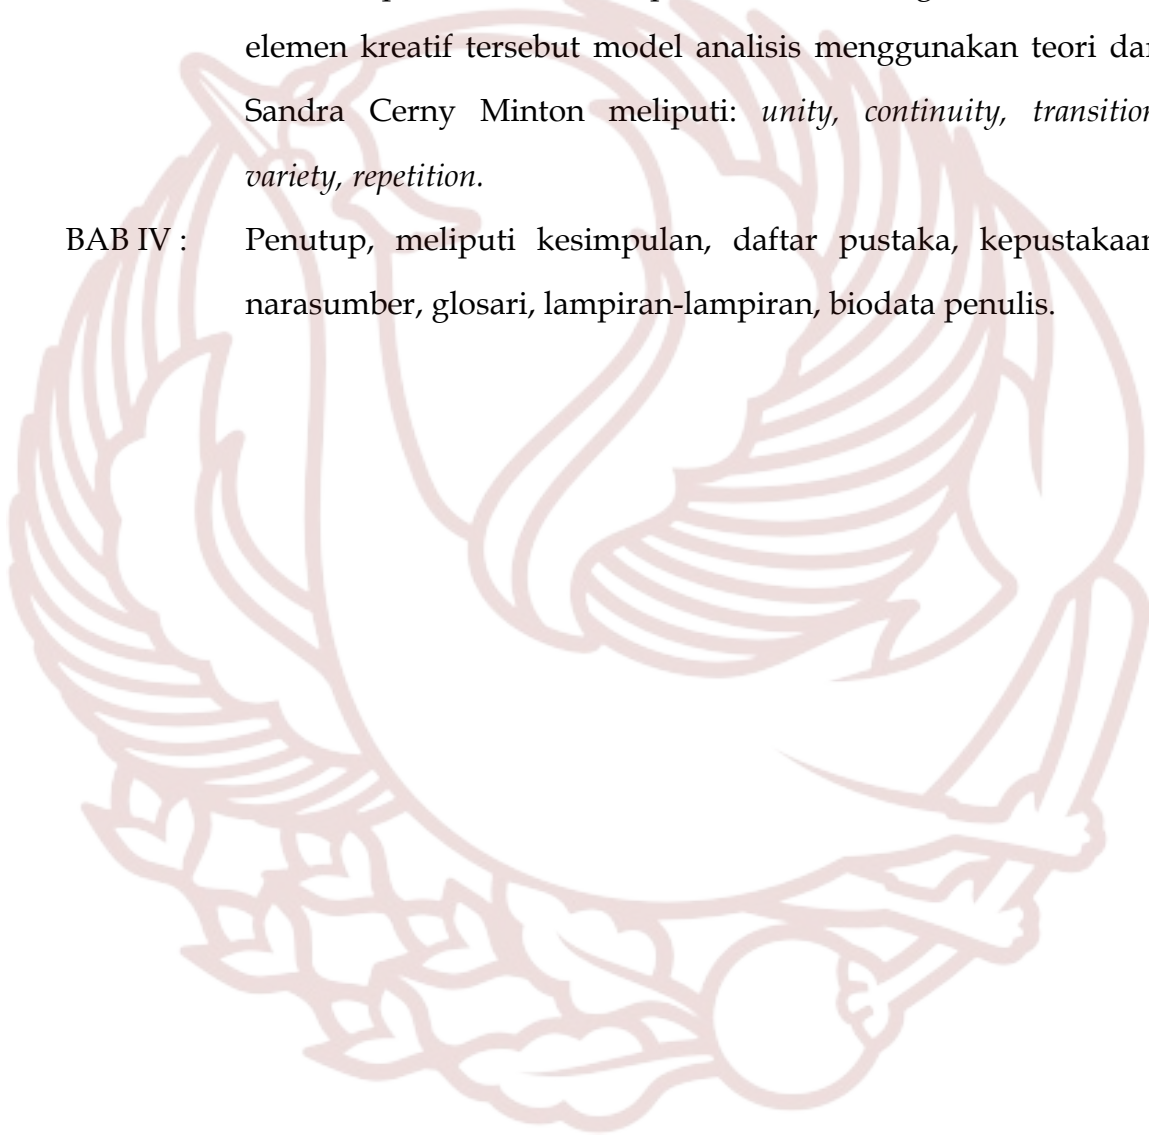 elemen kreatif tersebut model analisis menggunakan teori dar
Sandra Cerny Minton meliputi: unity, continuity, transition
variety, repetition.
BAB IV : Penutup, meliputi kesimpulan, daftar pustaka, kepustakaan
narasumber, glosari, lampiran-lampiran, biodata penulis.